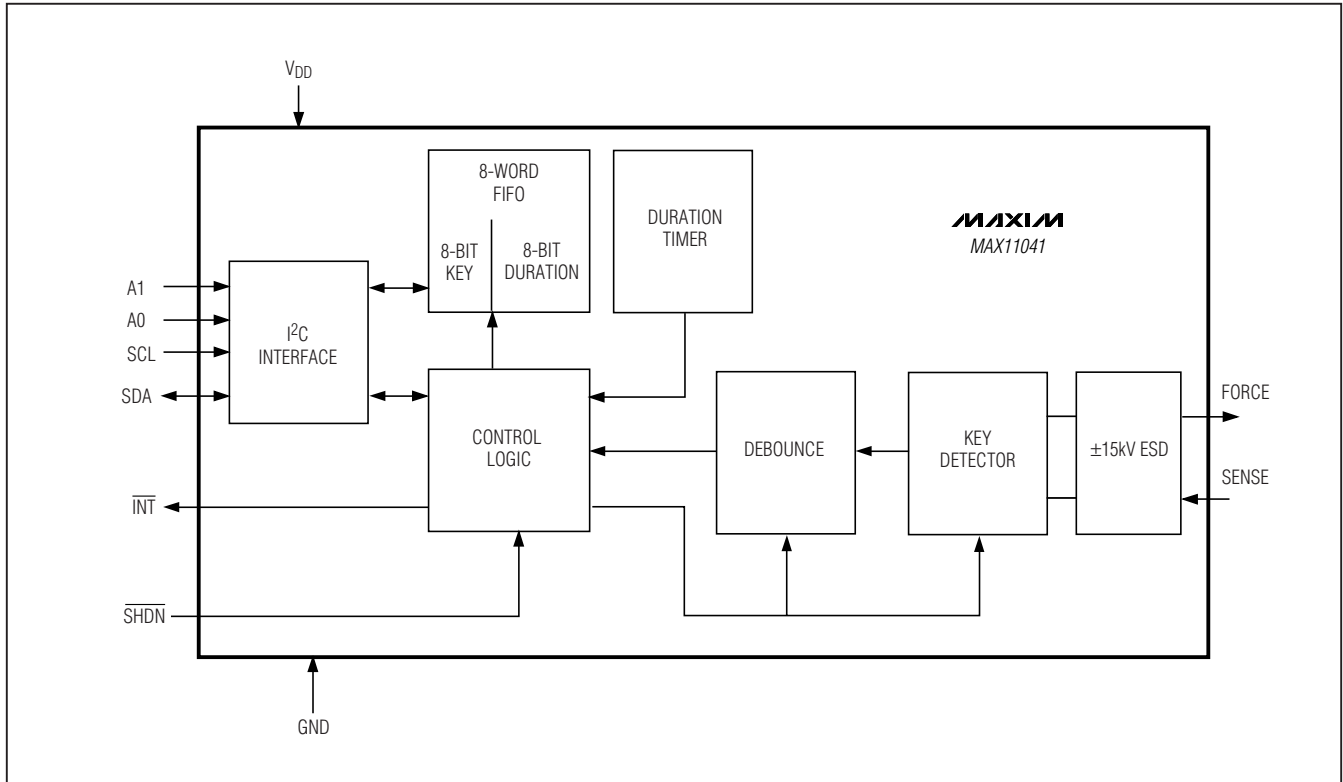 VDD
8-WORD
FIFO
8-BIT
KEY
8-BIT
DURATION
DURATION
TIMER
MAXIM
MAX11041
A1
A0
SCL
SDA
I²C
INTERFACE
CONTROL
LOGIC
DEBOUNCE
KEY
DETECTOR
±15kV ESD
FORCE
SENSE
INT
SHDN
GND